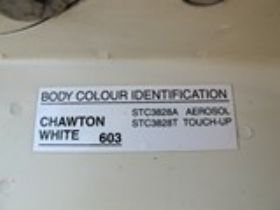 BODY COLOUR IDENTIFICATION
STC3828A AEROSOL
CHAWTON STC3828T TOUCH-UP
WHITE 603